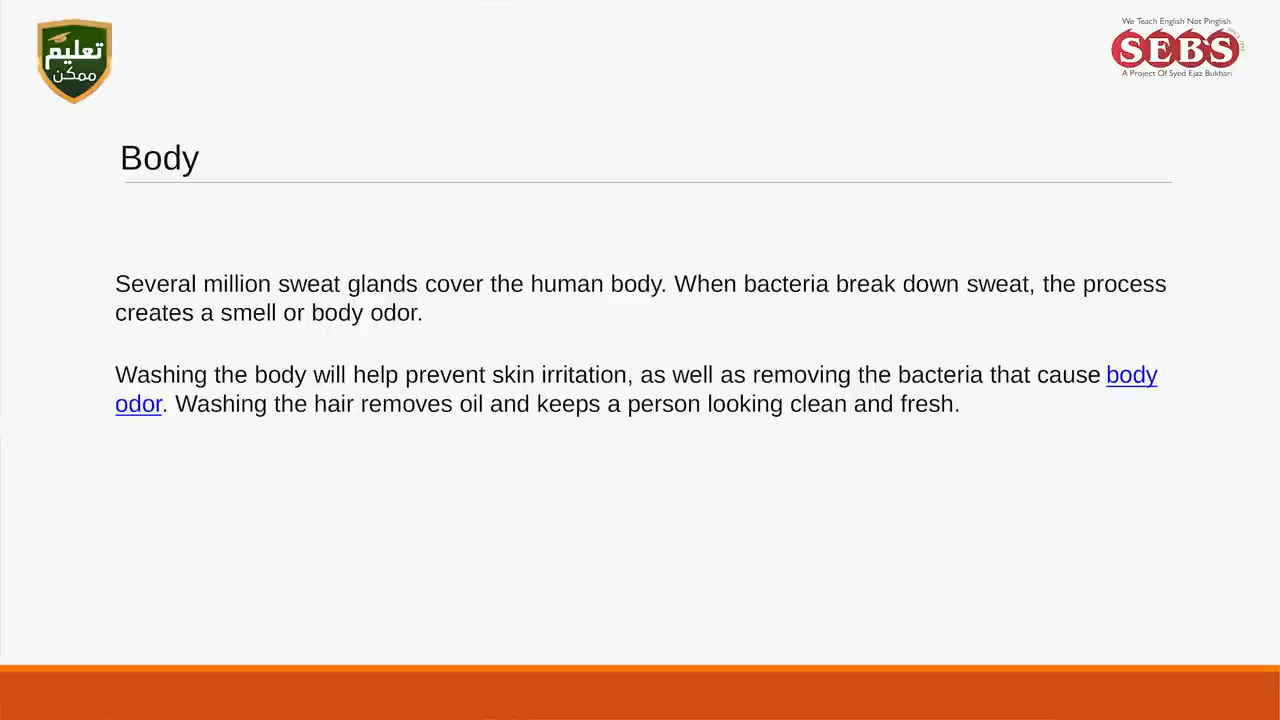 تعلیم
ممکن
We Teach English Not Pinglish
SEBS
A Project Of Syed Ejaz Bukhari
Body
Several million sweat glands cover the human body. When bacteria break down sweat, the process
creates a smell or body odor.
Washing the body will help prevent skin irritation, as well as removing the bacteria that cause body
odor. Washing the hair removes oil and keeps a person looking clean and fresh.